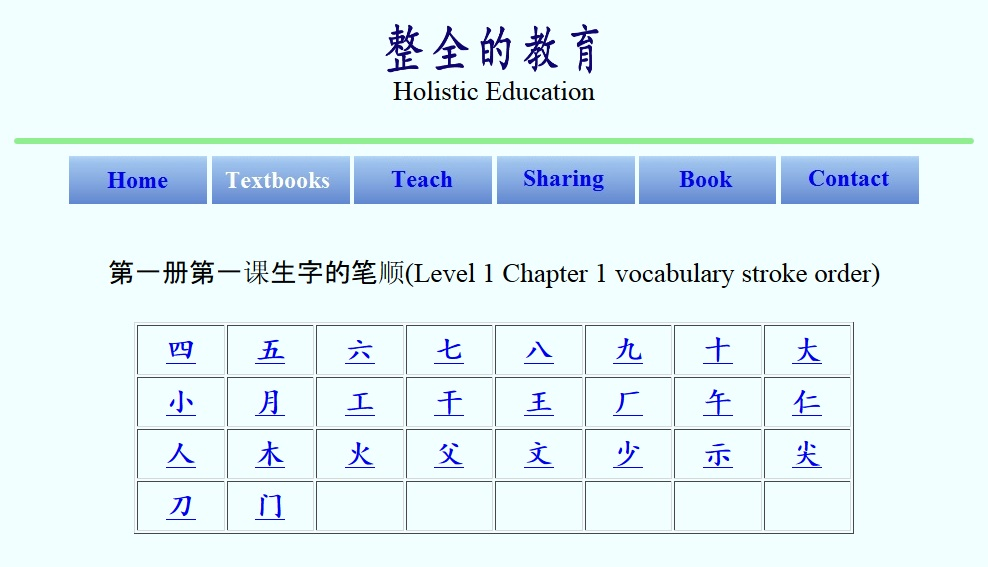 整全的教育
Holistic Education
Home Textbooks Teach Sharing Book Contact
第一册第一课生字的笔顺(Level 1 Chapter 1 vocabulary stroke order)
四 五 六 七 八 九 十 大
小 月 工 干 王 厂 午 仁
人 木 火 父 文 少 示 尖
刀 门